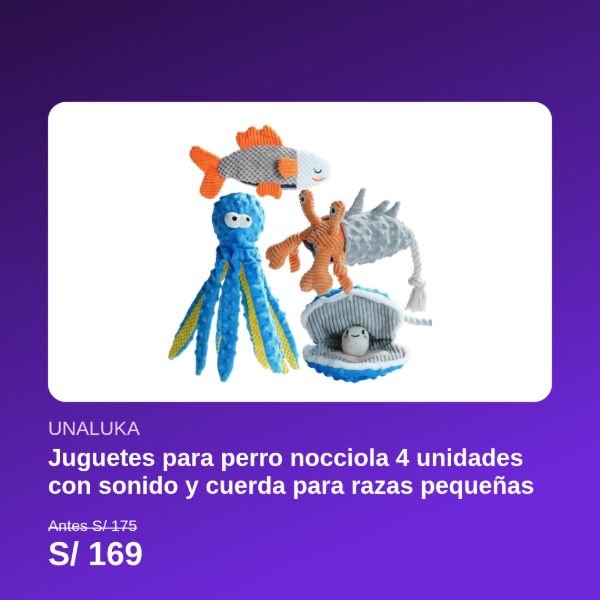 UNALUKA
Juguetes para perro nocciola 4 unidades
con sonido y cuerda para razas pequeñas
Antes S/ 175
S/ 169